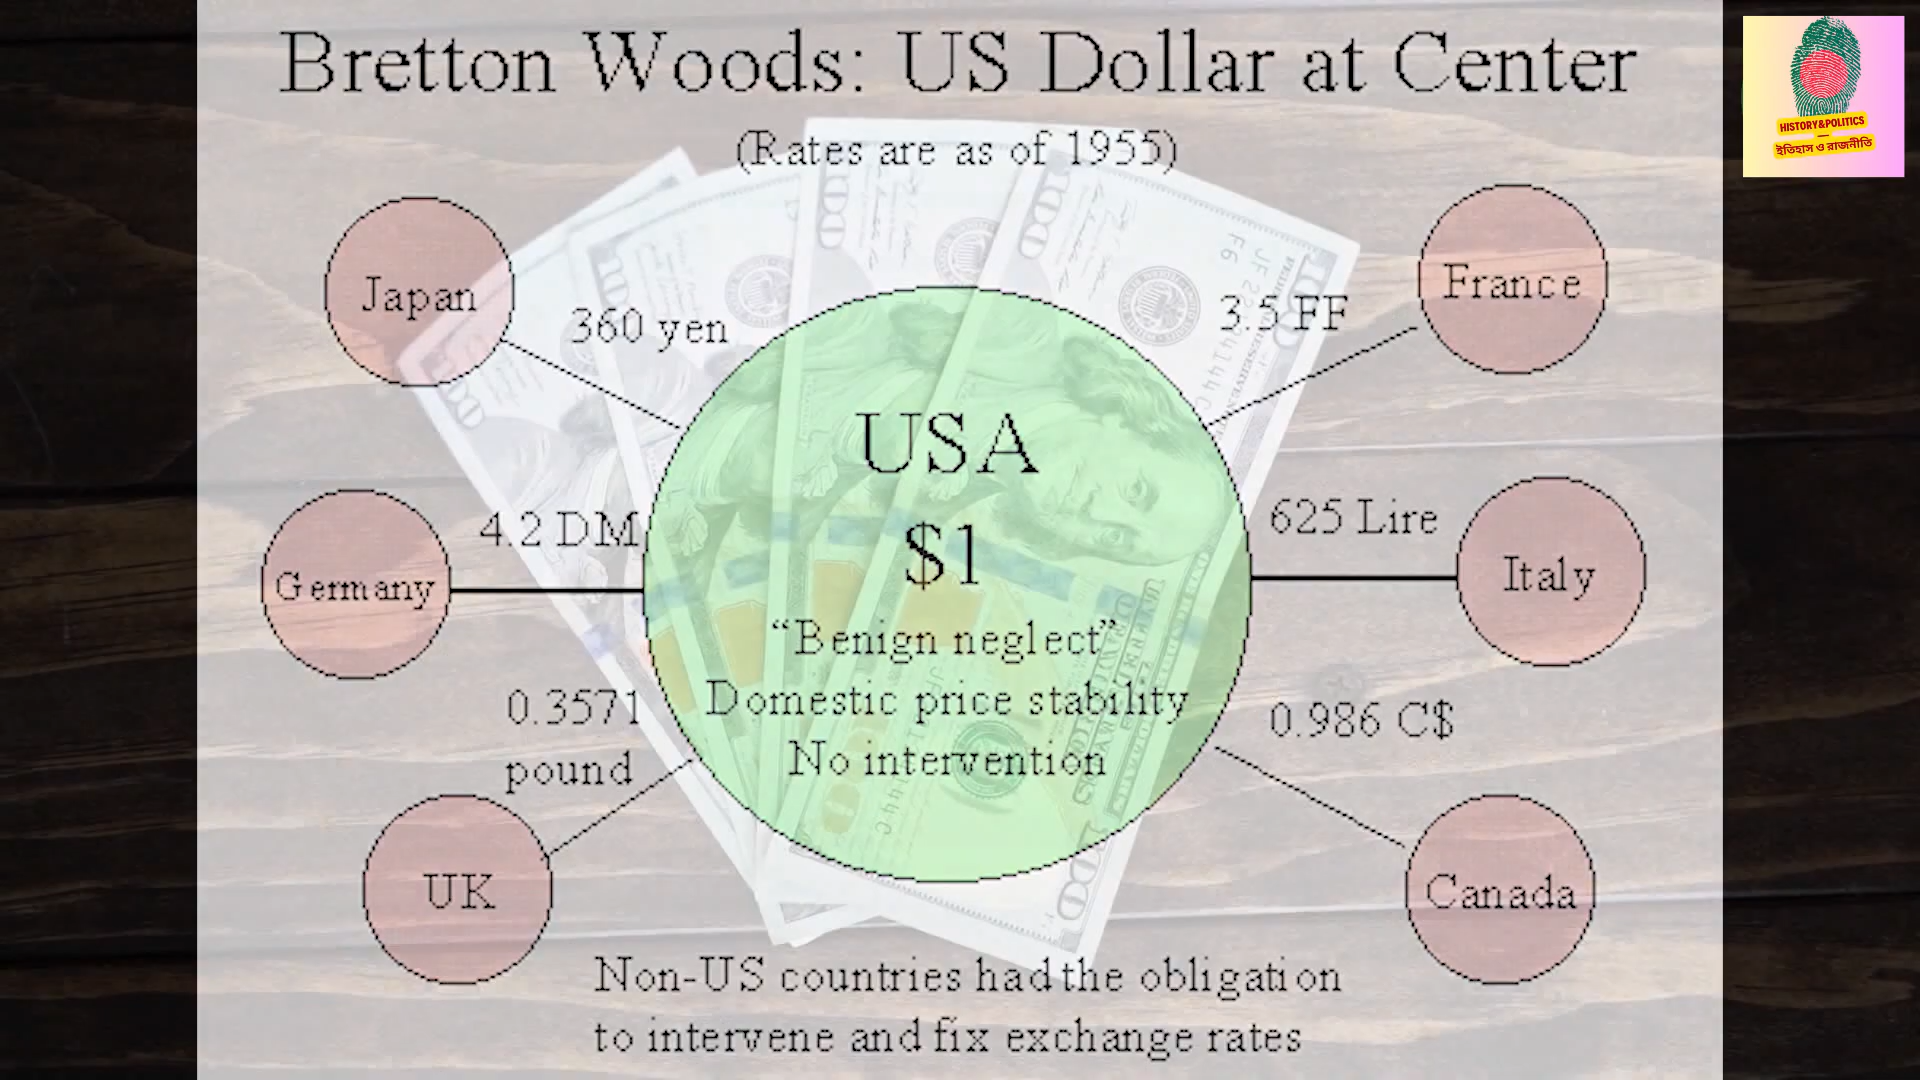 Bretton Woods: US Dollar at Center
(Rates are as of 1955)
HISTORY&POLITICS
ইতিহাস ও রাজনীতি
Japan
360 yen
3.5 FF
France
USA
$1
4.2 DM
625 Lire
Germany
Italy
“Benign neglect”
Domestic price stability
No intervention
0.3571
pound
0.986 C$
UK
Canada
Non-US countries had the obligation
to intervene and fix exchange rates